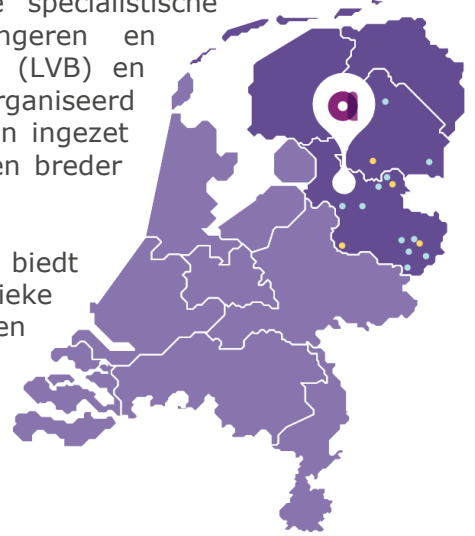 specialistische
ngeren en
(LVB) en
rganiseerd
n ingezet
en breder
biedt
ieke
en